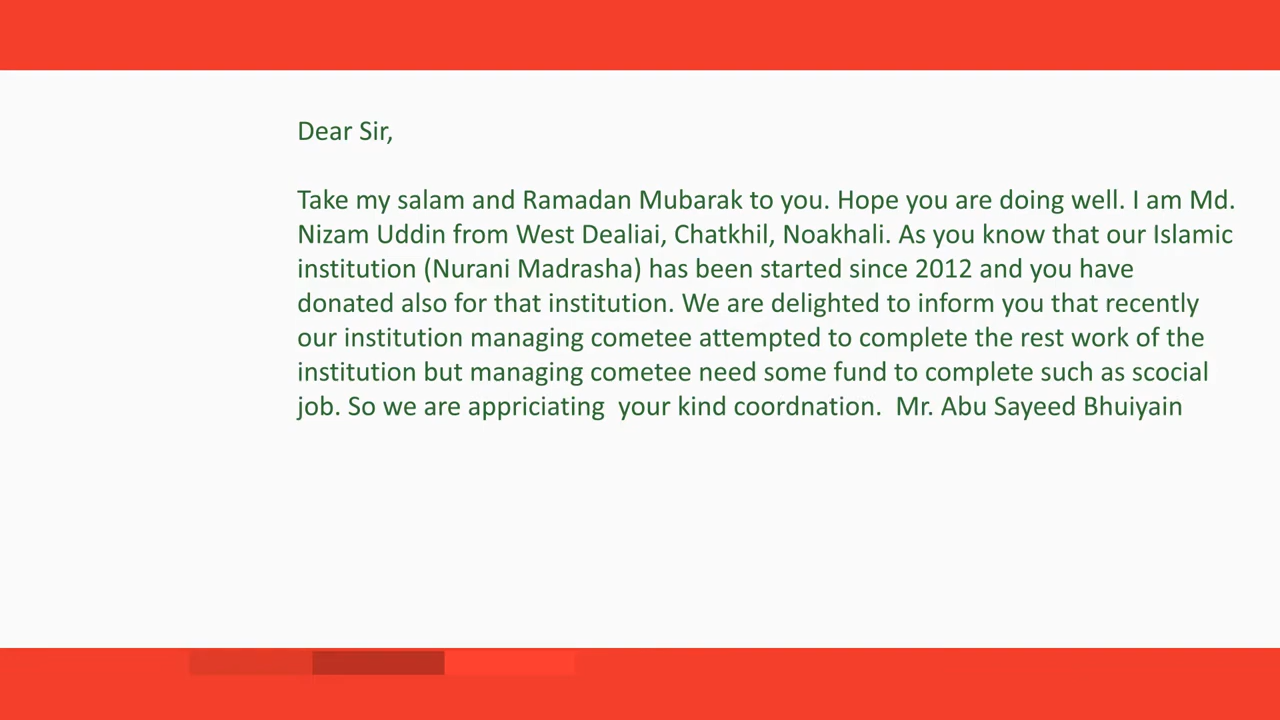 Dear Sir,
Take my salam and Ramadan Mubarak to you. Hope you are doing well. I am Md.
Nizam Uddin from West Dealiai, Chatkhil, Noakhali. As you know that our Islamic
institution (Nurani Madrasha) has been started since 2012 and you have
donated also for that institution. We are delighted to inform you that recently
our institution managing cometee attempted to complete the rest work of the
institution but managing cometee need some fund to complete such as scocial
job. So we are appriciating  your kind coordnation.  Mr. Abu Sayeed Bhuiyain